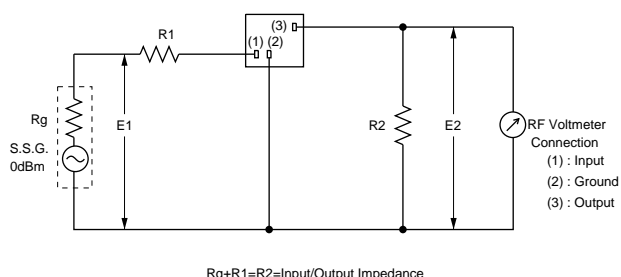 (3)
R1
(1) (2)
Rg
E1
R2
E2
RF Voltmeter
Connection
S.S.G.
0dBm
(1) : Input
(2) : Ground
(3) : Output
Rg+R1=R2=Input/Output Impedance